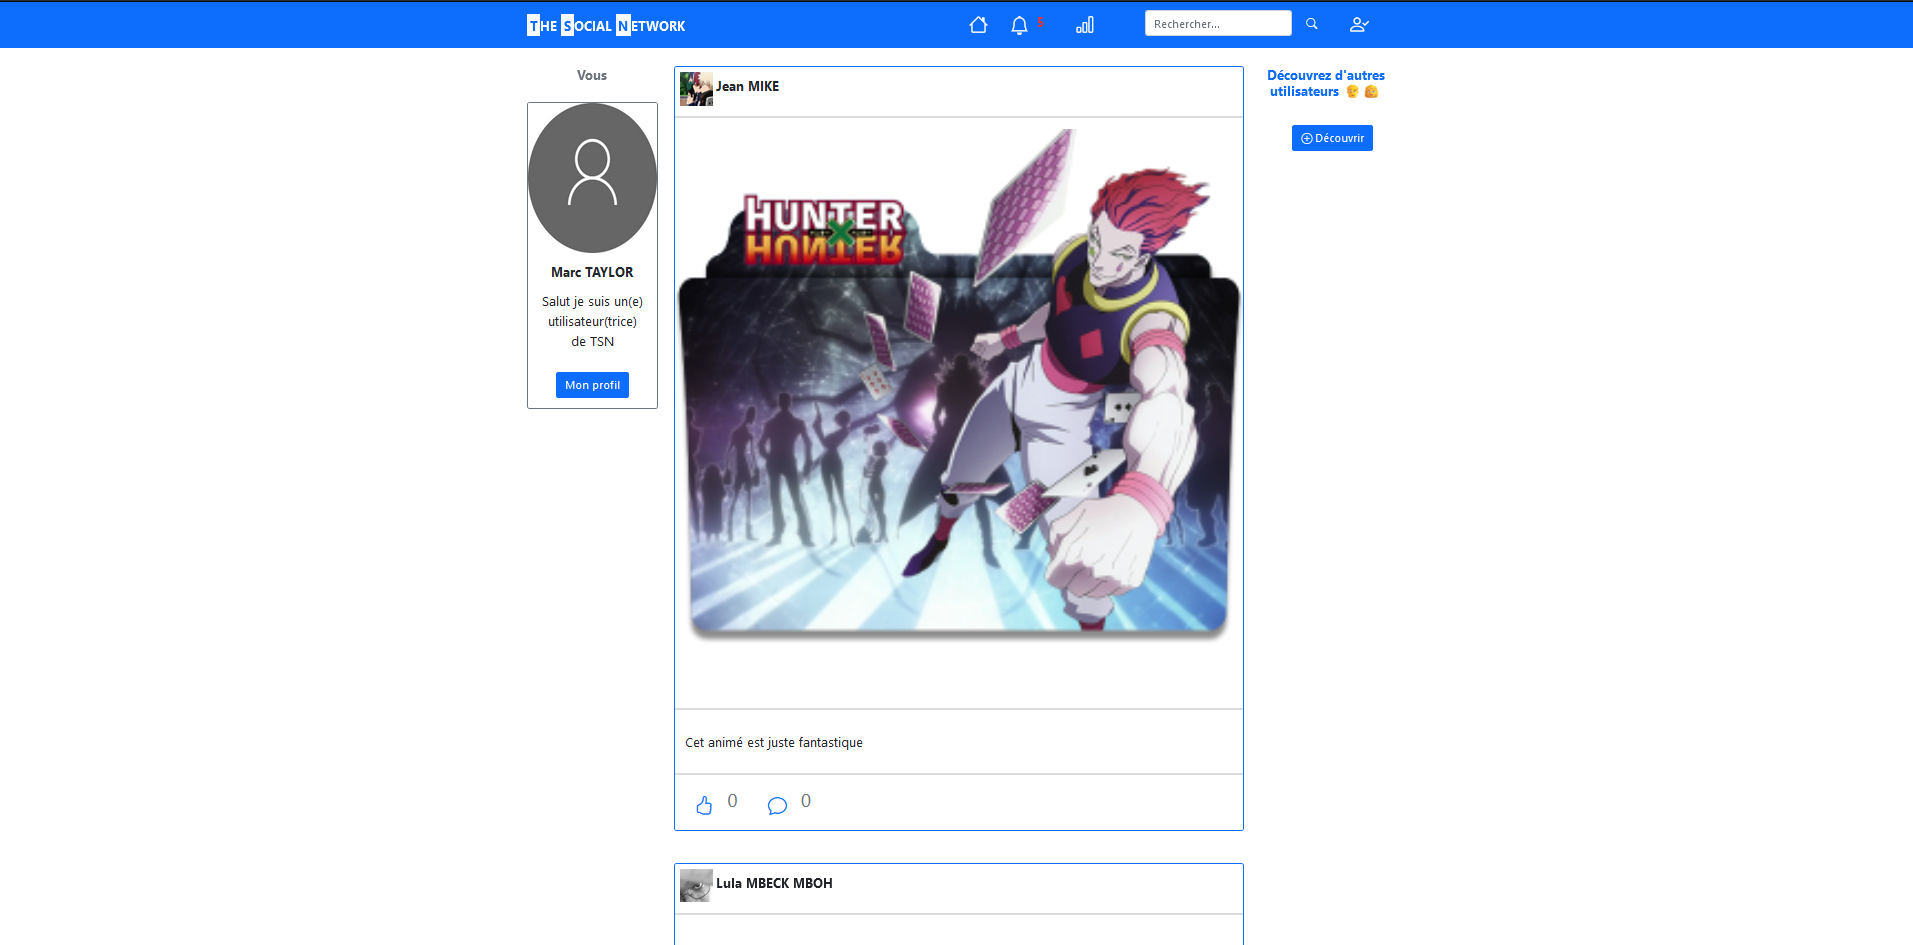 THE SOCIAL NETWORK
5
Rechercher...
Vous
Marc TAYLOR
Salut je suis un(e)
utilisateur(trice)
de TSN
Mon profil
Jean MIKE
HUNTER
HUNTER
Cet animé est juste fantastique
0
0
Lula MBECK MBOH
Découvrez d'autres
utilisateurs
Découvrir